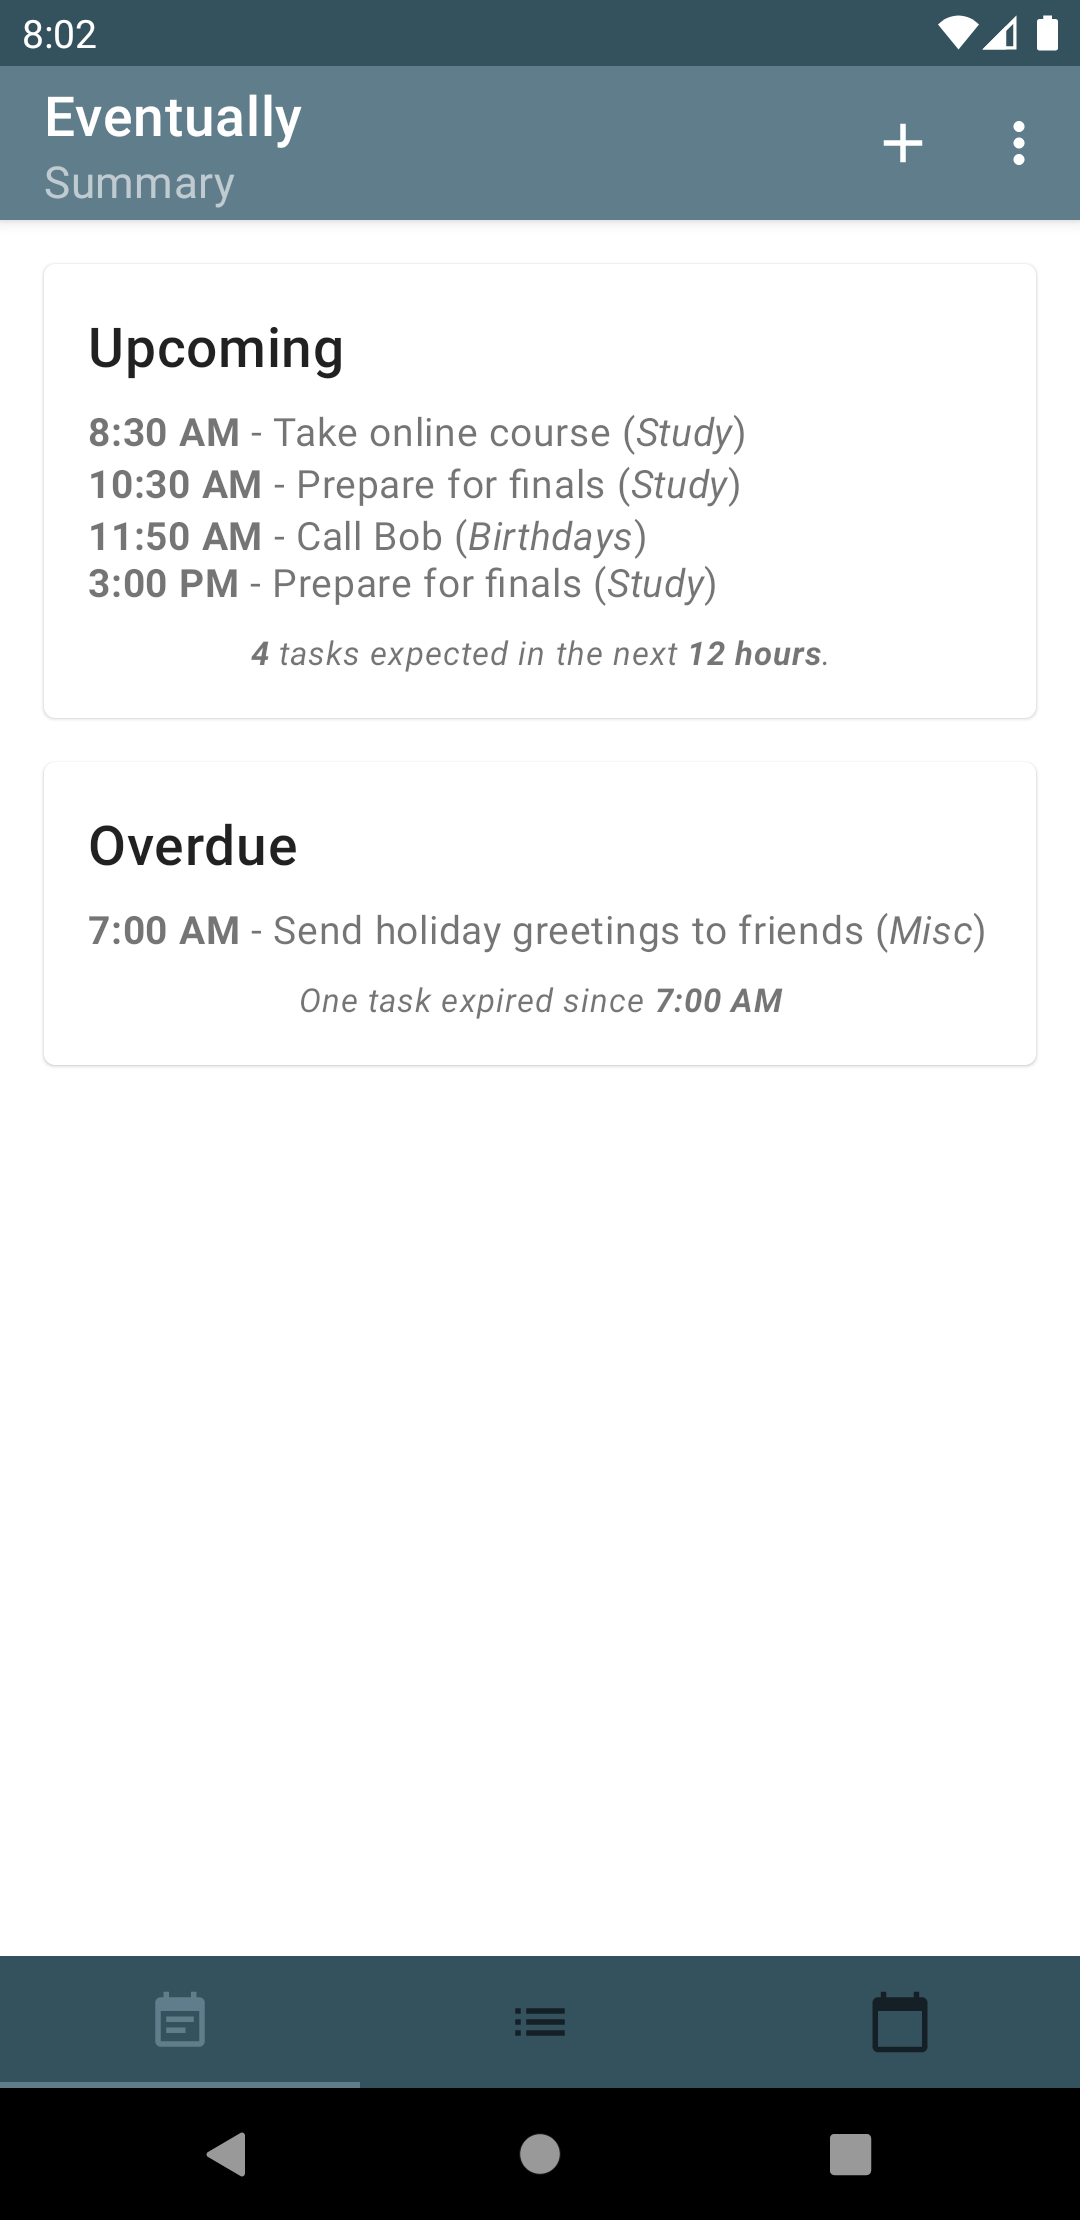 8:02
Eventually
Summary
Upcoming
8:30 AM - Take online course (Study)
10:30 AM - Prepare for finals (Study)
11:50 AM - Call Bob (Birthdays)
3:00 PM - Prepare for finals (Study)
4 tasks expected in the next 12 hours.
Overdue
7:00 AM - Send holiday greetings to friends (Misc)
One task expired since 7:00 AM